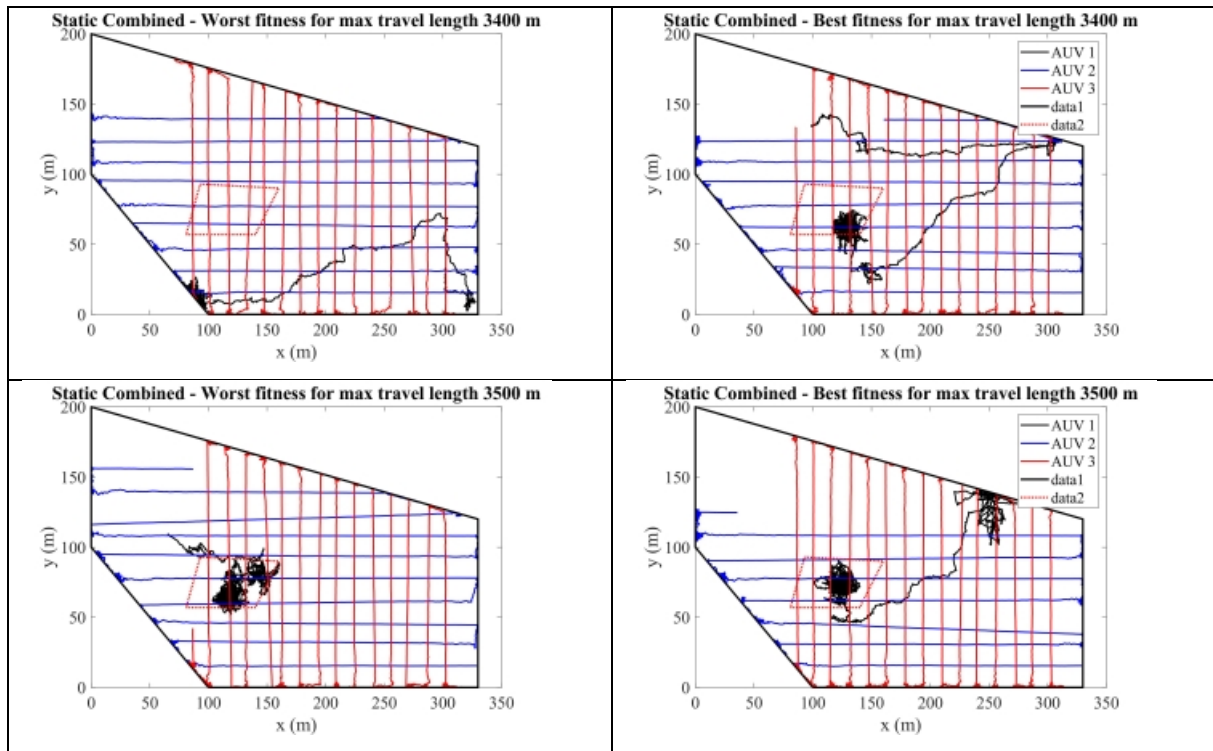 Static Combined - Worst fitness for max travel length 3400 m
200
150
100
50
0
y (m)
0 50 100 150 200 250 300 350
x (m)
Static Combined - Best fitness for max travel length 3400 m
AUV 1
AUV 2
AUV 3
data1
data2
200
150
100
50
0
y (m)
0 50 100 150 200 250 300 350
x (m)
Static Combined - Worst fitness for max travel length 3500 m
200
150
100
50
0
y (m)
0 50 100 150 200 250 300 350
x (m)
Static Combined - Best fitness for max travel length 3500 m
AUV 1
AUV 2
AUV 3
data1
data2
200
150
100
50
0
y (m)
0 50 100 150 200 250 300 350
x (m)